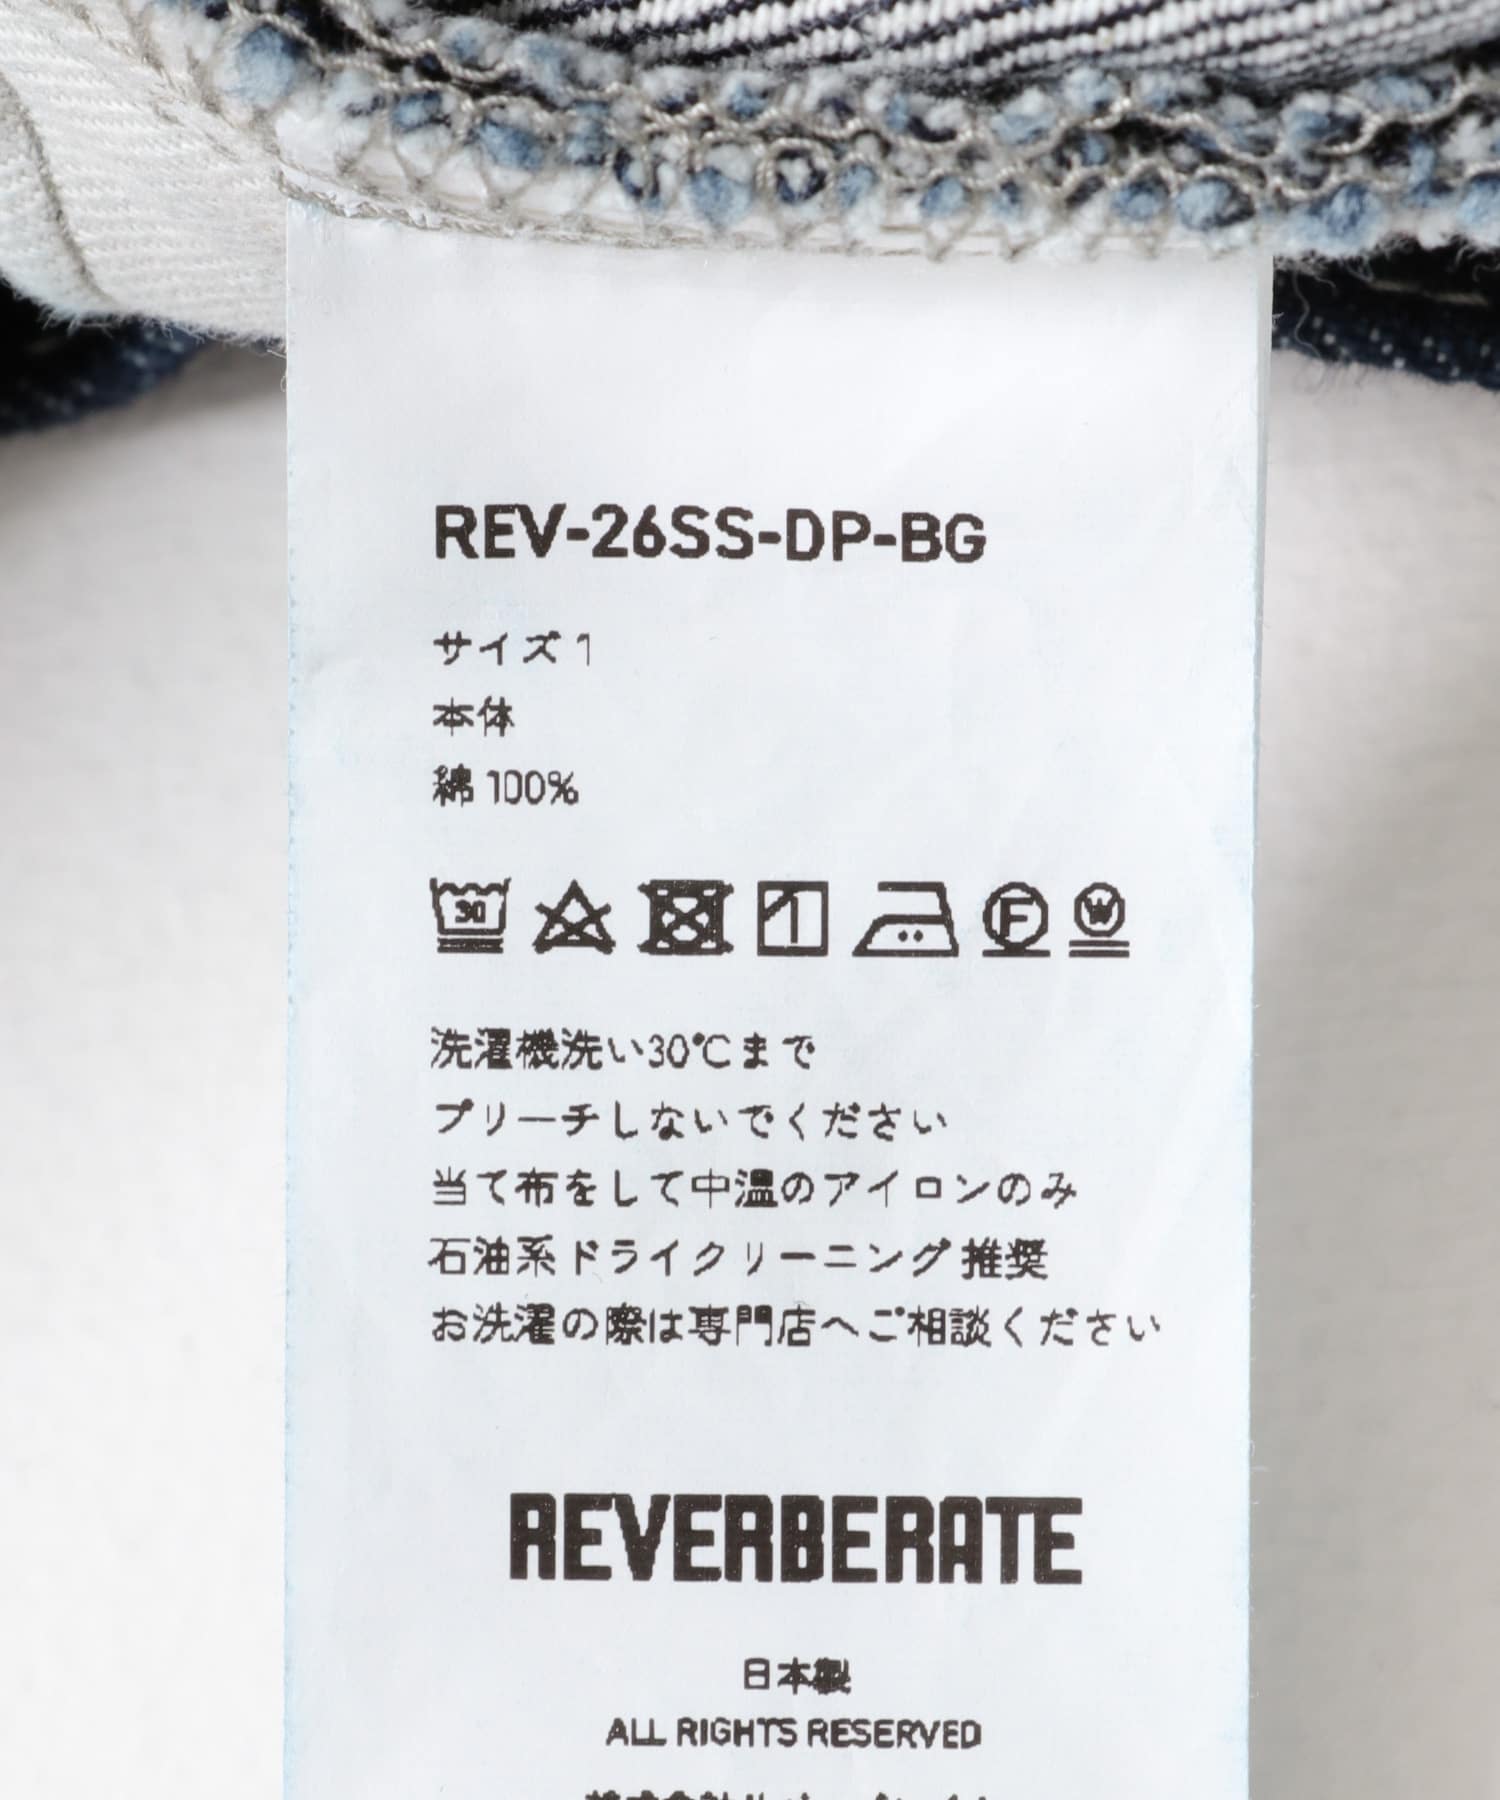 REV-26SS-DP-BG
サイズ 1
本体
綿 100%
30 1 F W
洗濯機洗い30℃まで
ブリーチしないでください
当て布をして中温のアイロンのみ
石油系ドライクリーニング推奨
お洗濯の際は専門店へご相談ください
REVERBERATE
日本製
ALL RIGHTS RESERVED